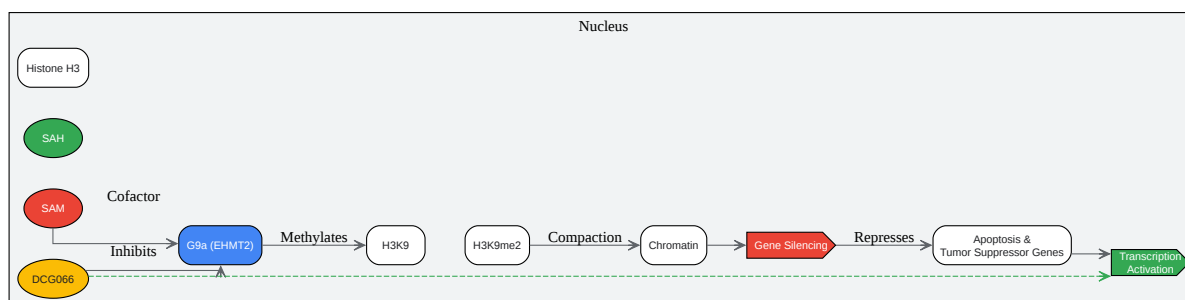 Nucleus
Histone H3
SAH
SAM
Cofactor
Inhibits
G9a (EHMT2)
Methylates
H3K9
H3K9me2
Compaction
Chromatin
Gene Silencing
Represses
Apoptosis &
Tumor Suppressor Genes
DCG066
Transcription
Activation